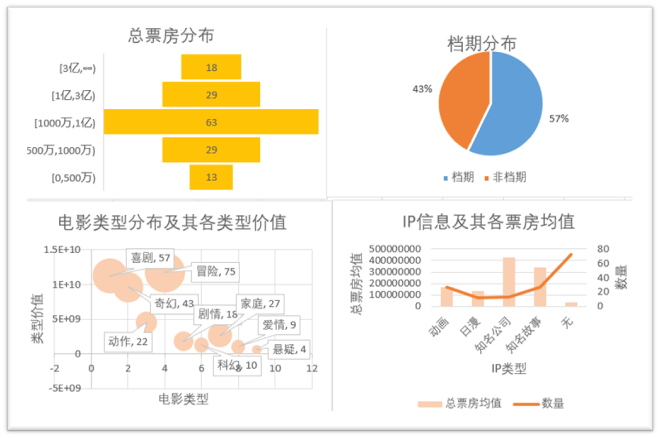 总票房分布
[3亿,∞)
18
[1亿,3亿)
29
[1000万,1亿)
63
500万,1000万)
29
[0,500万)
13
档期分布
43%
57%
档期
非档期
电影类型分布及其各类型价值
类型价值
1.5E+10
1E+10
5E+09
0
-5E+09
喜剧, 57
冒险, 75
奇幻, 43
动作, 22
剧情, 18
家庭, 27
爱情, 9
科幻, 10
悬疑, 4
-2 0 2 4 6 8 10 12
电影类型
IP信息及其各票房均值
总票房均值
500000000
400000000
300000000
200000000
100000000
0
80
60
40
20
0
数量
动画
日漫
知名公司
知名故事
无
IP类型
总票房均值
数量